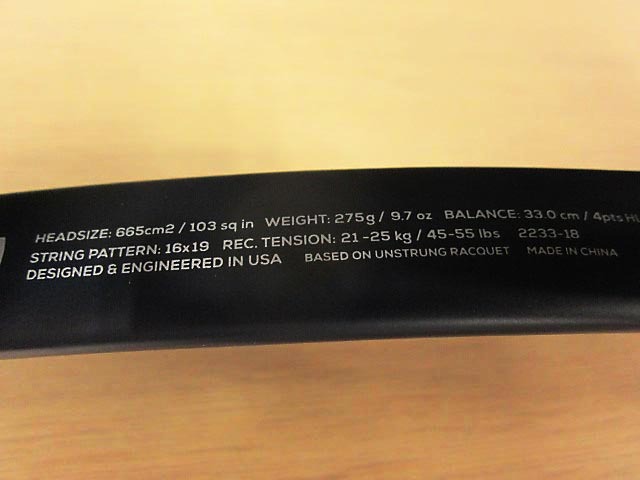 HEADSIZE: 665cm2 / 103 sq in WEIGHT: 275g / 9.7 oz BALANCE: 33.0 cm / 4pts
STRING PATTERN: 16x19 REC. TENSION: 21-25 kg / 45-55 lbs 2233-18
DESIGNED & ENGINEERED IN USA BASED ON UNSTRUNG RACQUET MADE IN CHINA